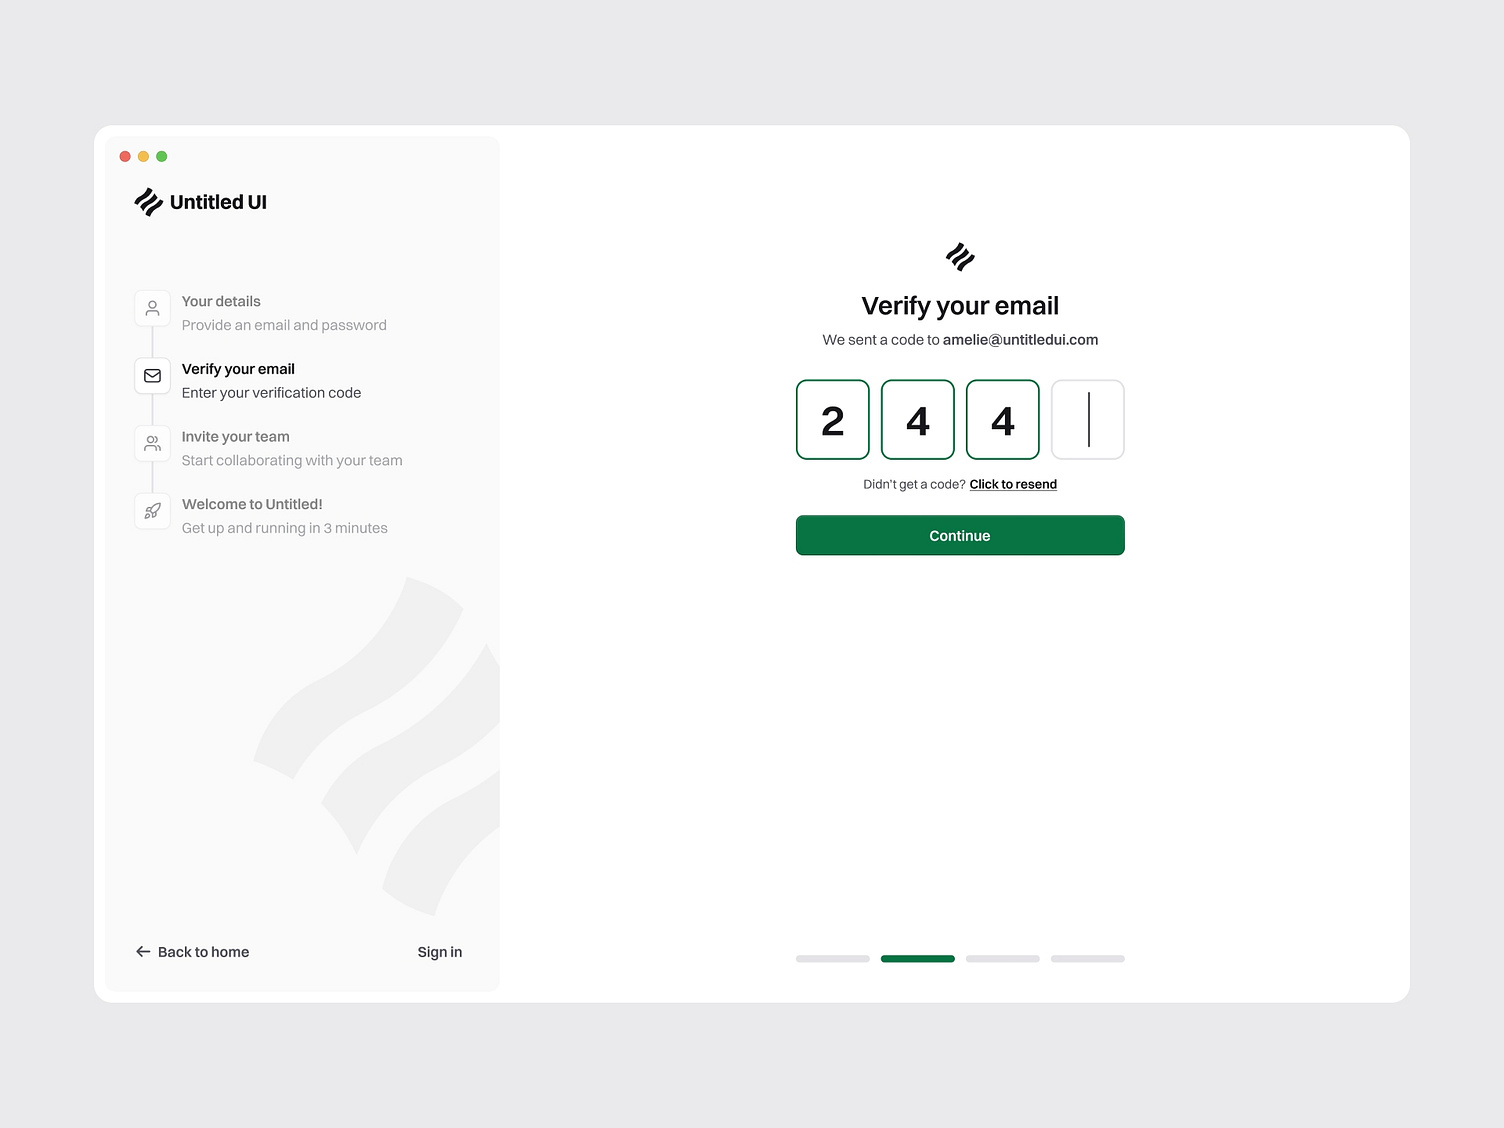 Untitled UI
Your details
Provide an email and password
Verify your email
Enter your verification code
Invite your team
Start collaborating with your team
Welcome to Untitled!
Get up and running in 3 minutes
Back to home
Sign in
Verify your email
We sent a code to amelie@untitledui.com
2 4 4
Didn't get a code? Click to resend
Continue